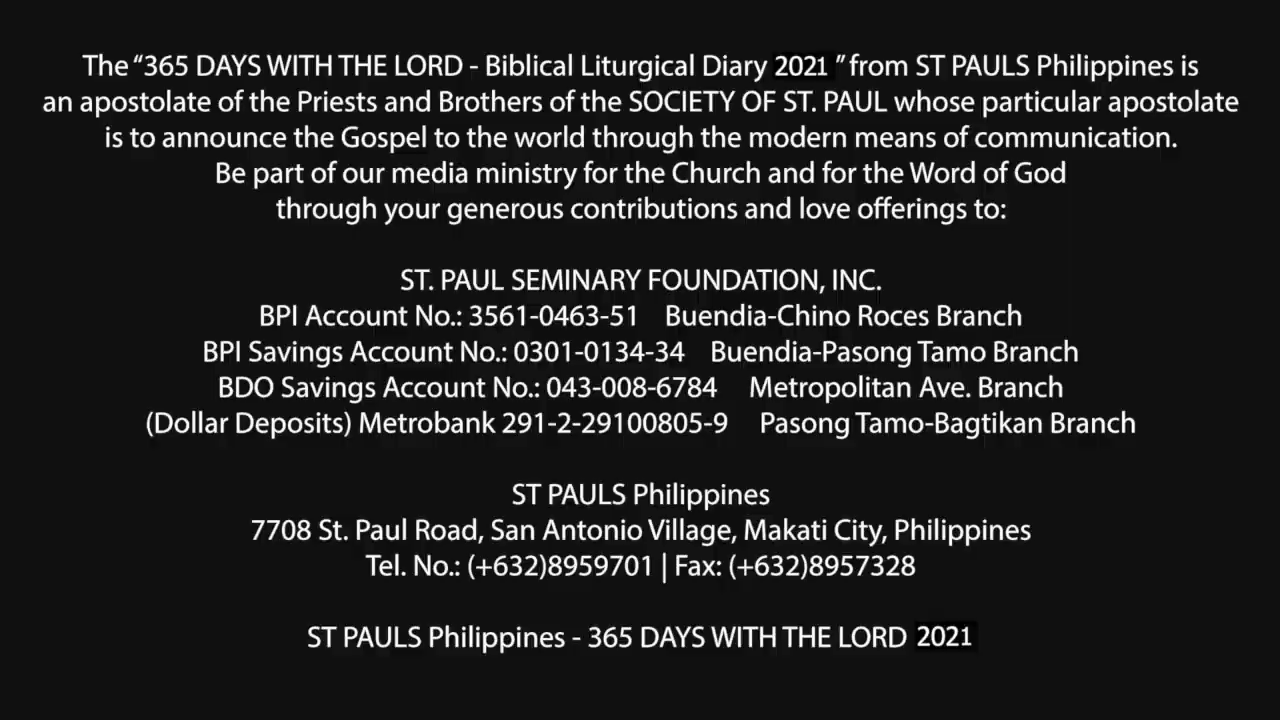 The “365 DAYS WITH THE LORD - Biblical Liturgical Diary 2021 ” from ST PAULS Philippines is
an apostolate of the Priests and Brothers of the SOCIETY OF ST. PAUL whose particular apostolate
is to announce the Gospel to the world through the modern means of communication.
Be part of our media ministry for the Church and for the Word of God
through your generous contributions and love offerings to:
ST. PAUL SEMINARY FOUNDATION, INC.
BPI Account No.: 3561-0463-51 Buendia-Chino Roces Branch
BPI Savings Account No.: 0301-0134-34 Buendia-Pasong Tamo Branch
BDO Savings Account No.: 043-008-6784 Metropolitan Ave. Branch
(Dollar Deposits) Metrobank 291-2-29100805-9 Pasong Tamo-Bagtikan Branch
ST PAULS Philippines
7708 St. Paul Road, San Antonio Village, Makati City, Philippines
Tel. No.: (+632)8959701 | Fax: (+632)8957328
ST PAULS Philippines - 365 DAYS WITH THE LORD 2021